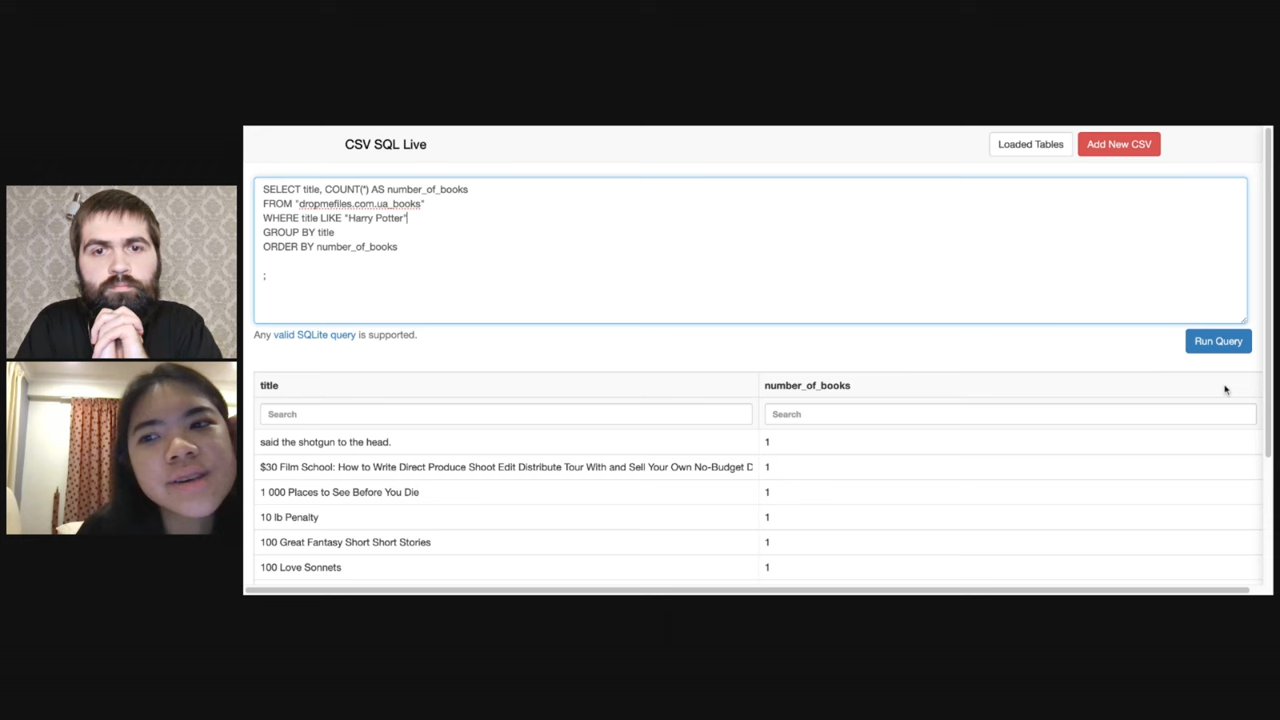 CSV SQL Live
Loaded Tables
Add New CSV
SELECT title, COUNT(*) AS number_of_books
FROM "dropmefiles.com.ua_books"
WHERE title LIKE "Harry Potter"
GROUP BY title
ORDER BY number_of_books
;
Any valid SQLite query is supported.
Run Query
title number_of_books
Search Search
said the shotgun to the head. 1
$30 Film School: How to Write Direct Produce Shoot Edit Distribute Tour With and Sell Your Own No-Budget D 1
1 000 Places to See Before You Die 1
10 lb Penalty 1
100 Great Fantasy Short Short Stories 1
100 Love Sonnets 1